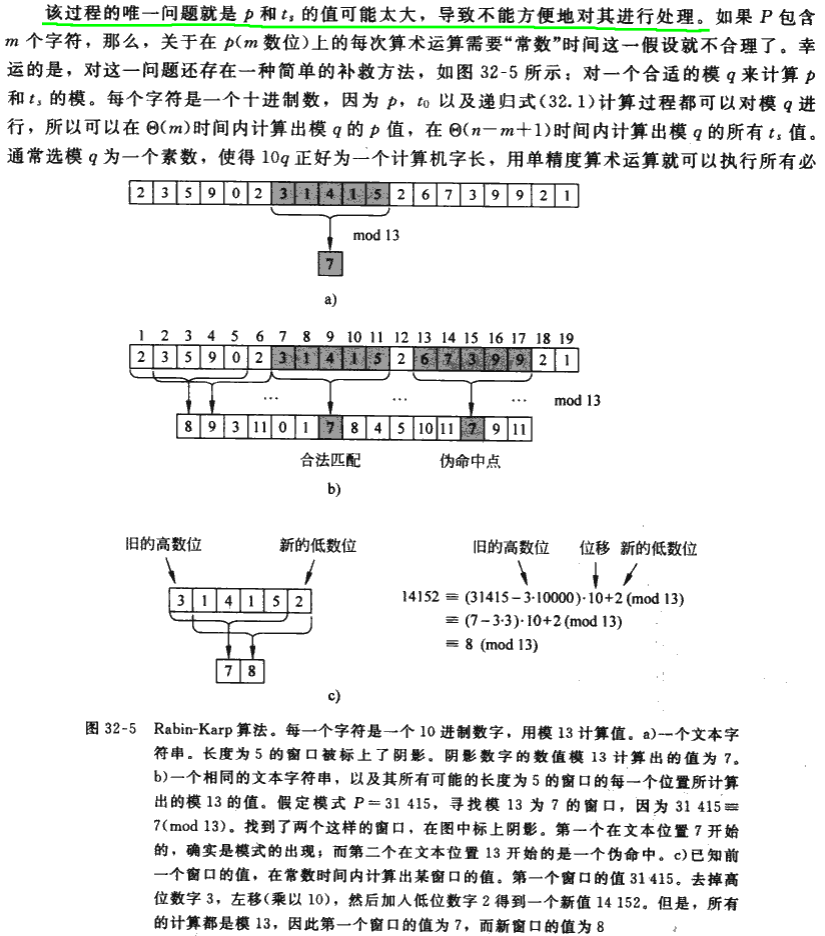 该过程的唯一问题就是 p 和 tₛ 的值可能太大，导致不能方便地对其进行处理。如果 P 包含
m 个字符，那么，关于在 p(m 数位)上的每次算术运算需要“常数”时间这一假设就不合理了。幸
运的是，对这一问题还存在一种简单的补救方法，如图 32-5 所示：对一个合适的模 q 来计算 p
和 tₛ 的模。每个字符是一个十进制数，因为 p，t₀ 以及递归式(32.1)计算过程都可以对模 q 进
行，所以可以在 Θ(m)时间内计算出模 q 的 p 值，在 Θ(n−m+1)时间内计算出模 q 的所有 tₛ 值。
通常选模 q 为一个素数，使得 10q 正好为一个计算机字长，用单精度算术运算就可以执行所有必
2 3 5 9 0 2 3 1 4 1 5 2 6 7 3 9 9 2 1
mod 13
7
a)
1 2 3 4 5 6 7 8 9 10 11 12 13 14 15 16 17 18 19
2 3 5 9 0 2 3 1 4 1 5 2 6 7 3 9 9 2 1
… … … mod 13
8 9 3 11 0 1 7 8 4 5 10 11 7 9 11
合法匹配 伪命中点
b)
旧的高数位 新的低数位 旧的高数位 位移 新的低数位
3 1 4 1 5 2
14152 ≡ (31415−3·10000)·10+2 (mod 13)
≡ (7−3·3)·10+2 (mod 13)
≡ 8 (mod 13)
7 8
c)
图 32-5 Rabin-Karp 算法。每一个字符是一个 10 进制数字，用模 13 计算值。a)一个文本字
符串。长度为 5 的窗口被标上了阴影。阴影数字的数值模 13 计算出的值为 7。
b)一个相同的文本字符串，以及其所有可能的长度为 5 的窗口的每一个位置所计算
出的模 13 的值。假定模式 P＝31 415，寻找模 13 为 7 的窗口，因为 31 415≡
7(mod 13)。找到了两个这样的窗口，在图中标上阴影。第一个在文本位置 7 开始
的，确实是模式的出现；而第二个在文本位置 13 开始的是一个伪命中。c)已知前
一个窗口的值，在常数时间内计算出某窗口的值。第一个窗口的值 31 415。去掉高
位数字 3，左移(乘以 10)，然后加入低位数字 2 得到一个新值 14 152。但是，所有
的计算都是模 13，因此第一个窗口的值为 7，而新窗口的值为 8